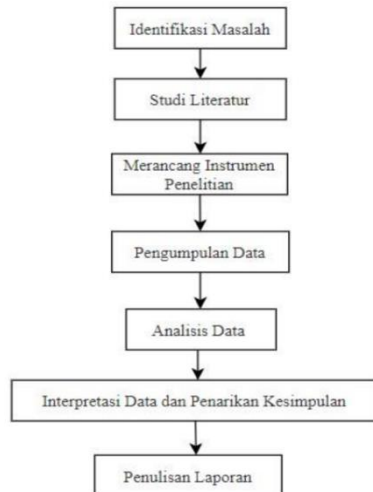 Identifikasi Masalah
Studi Literatur
Merancang Instrumen
Penelitian
Pengumpulan Data
Analisis Data
Interpretasi Data dan Penarikan Kesimpulan
Penulisan Laporan